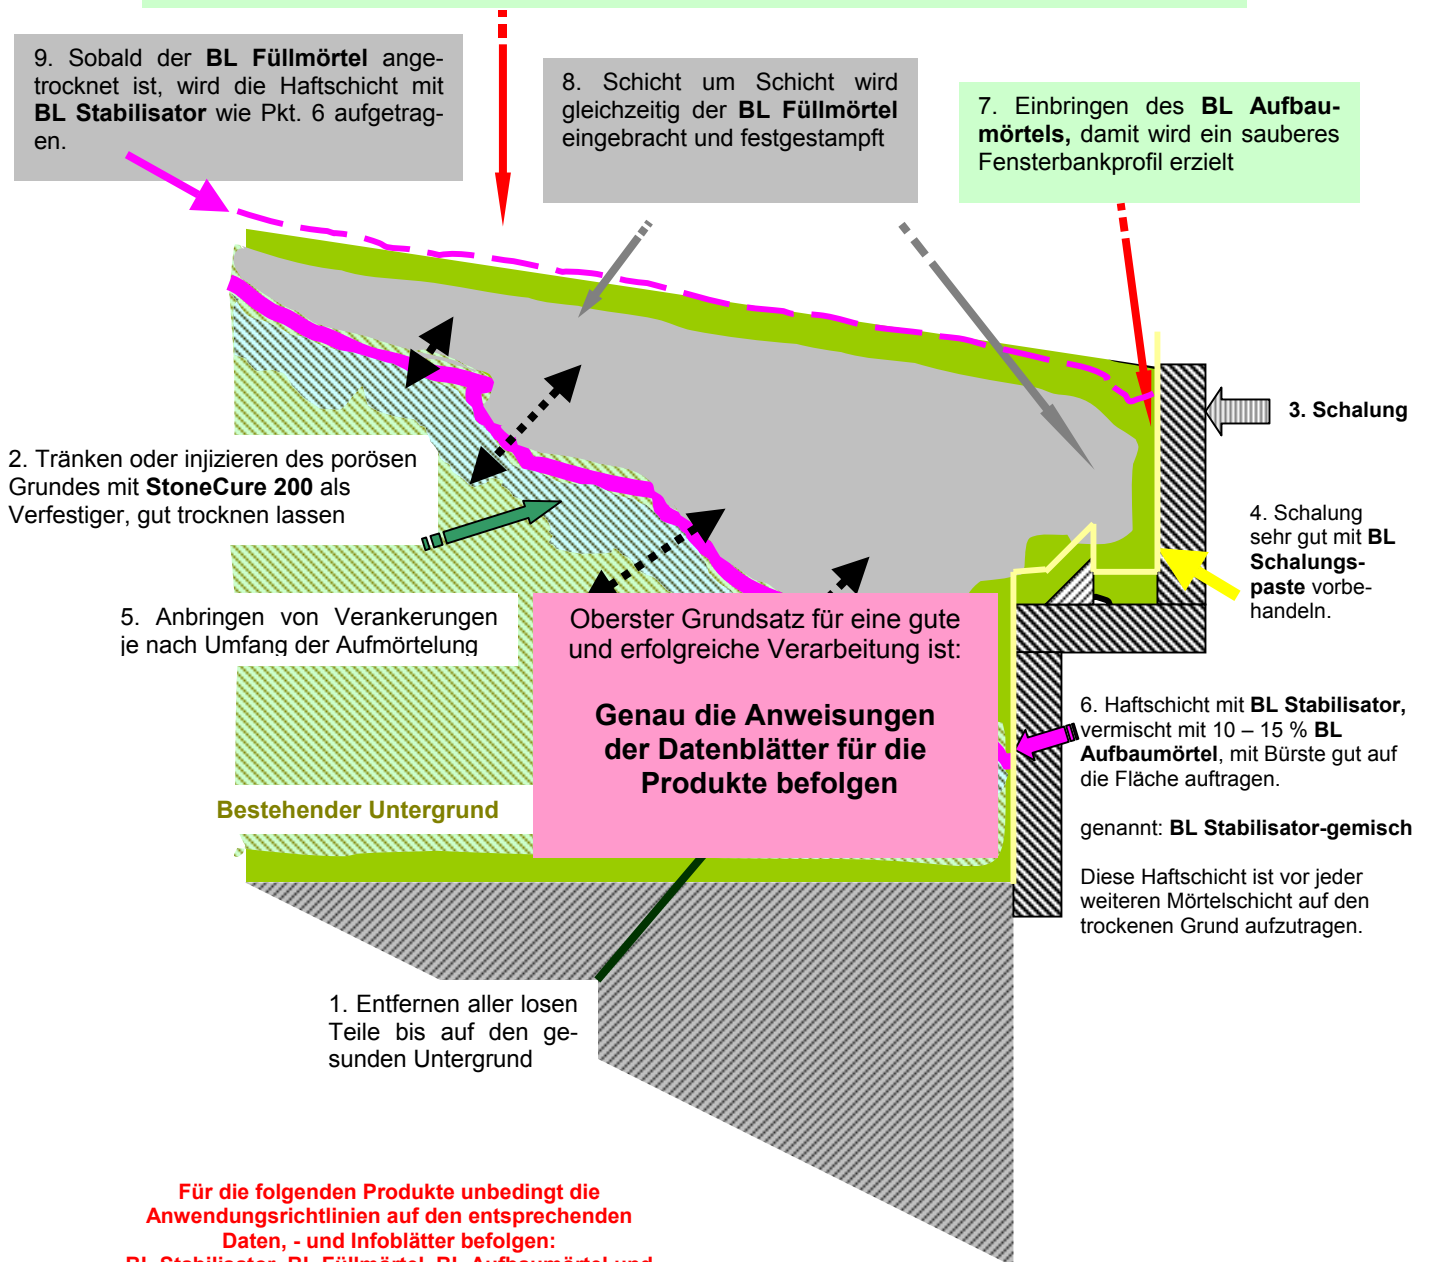 9. Sobald der BL Füllmörtel ange-
trocknet ist, wird die Haftschicht mit
BL Stabilisator wie Pkt. 6 aufgetrag-
en.
8. Schicht um Schicht wird
gleichzeitig der BL Füllmörtel
eingebracht und festgestampft
7. Einbringen des BL Aufbau-
mörtels, damit wird ein sauberes
Fensterbankprofil erzielt
3. Schalung
2. Tränken oder injizieren des porösen
Grundes mit StoneCure 200 als
Verfestiger, gut trocknen lassen
4. Schalung
sehr gut mit BL
Schalungs-
paste vorbe-
handeln.
5. Anbringen von Verankerungen
je nach Umfang der Aufmörtelung
Oberster Grundsatz für eine gute
und erfolgreiche Verarbeitung ist:
Genau die Anweisungen
der Datenblätter für die
Produkte befolgen
6. Haftschicht mit BL Stabilisator,
vermischt mit 10 – 15 % BL
Aufbaumörtel, mit Bürste gut auf
die Fläche auftragen.
genannt: BL Stabilisator-gemisch
Diese Haftschicht ist vor jeder
weiteren Mörtelschicht auf den
trockenen Grund aufzutragen.
Bestehender Untergrund
1. Entfernen aller losen
Teile bis auf den ge-
sunden Untergrund
Für die folgenden Produkte unbedingt die
Anwendungsrichtlinien auf den entsprechenden
Daten, - und Infoblätter befolgen:
BL Stabilisator, BL Füllmörtel, BL Aufbaumörtel und